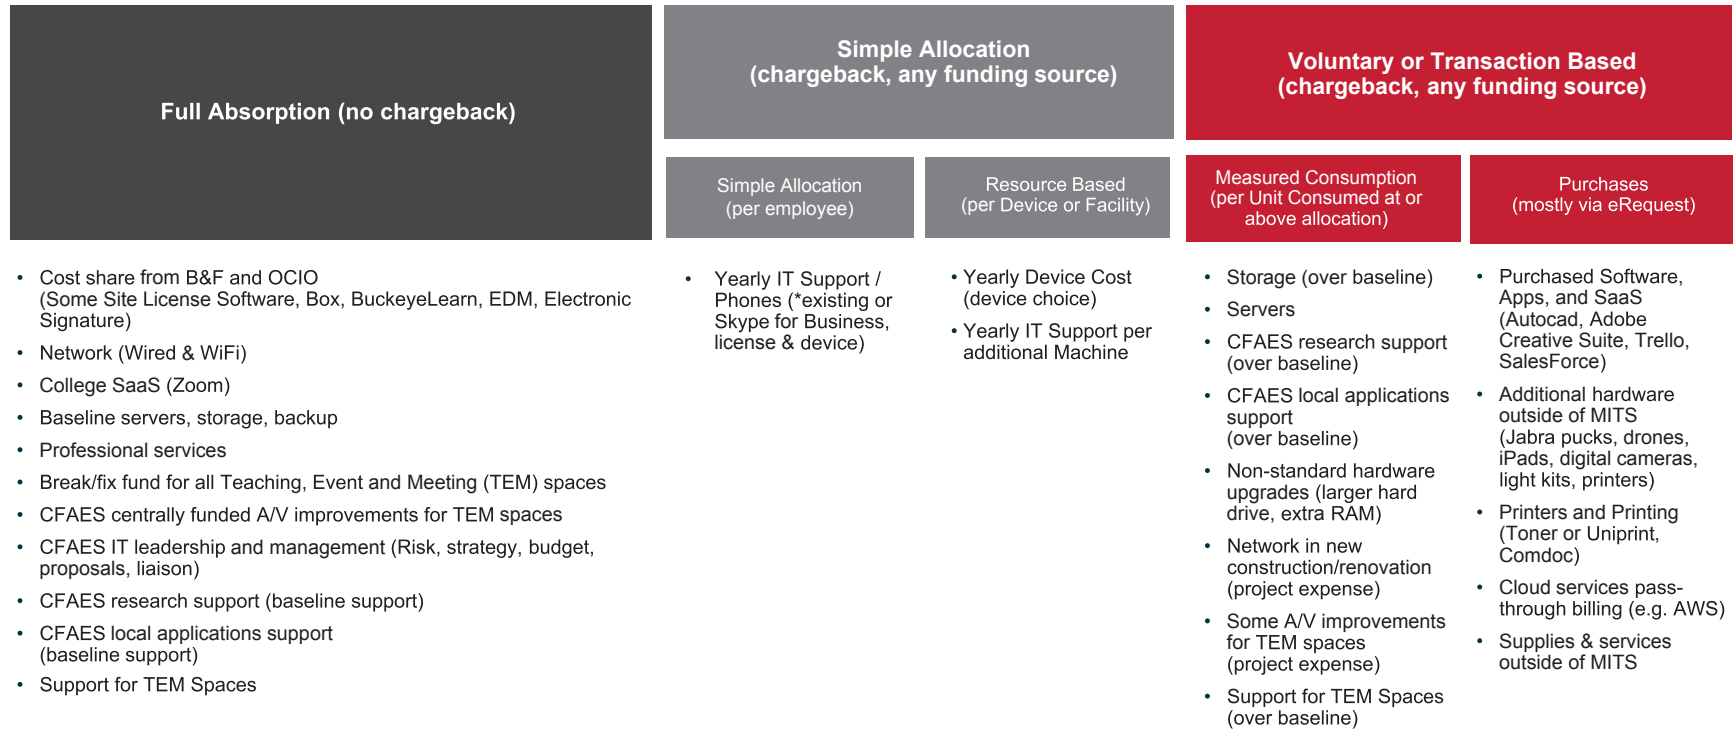 Full Absorption (no chargeback)
• Cost share from B&F and OCIO
(Some Site License Software, Box, BuckeyeLearn, EDM, Electronic
Signature)
• Network (Wired & WiFi)
• College SaaS (Zoom)
• Baseline servers, storage, backup
• Professional services
• Break/fix fund for all Teaching, Event and Meeting (TEM) spaces
• CFAES centrally funded A/V improvements for TEM spaces
• CFAES IT leadership and management (Risk, strategy, budget,
proposals, liaison)
• CFAES research support (baseline support)
• CFAES local applications support
(baseline support)
• Support for TEM Spaces
Simple Allocation
(chargeback, any funding source)
Simple Allocation
(per employee)
• Yearly IT Support /
Phones (*existing or
Skype for Business,
license & device)
Resource Based
(per Device or Facility)
• Yearly Device Cost
(device choice)
• Yearly IT Support per
additional Machine
Voluntary or Transaction Based
(chargeback, any funding source)
Measured Consumption
(per Unit Consumed at or
above allocation)
• Storage (over baseline)
• Servers
• CFAES research support
(over baseline)
• CFAES local applications
support
(over baseline)
• Non-standard hardware
upgrades (larger hard
drive, extra RAM)
• Network in new
construction/renovation
(project expense)
• Some A/V improvements
for TEM spaces
(project expense)
• Support for TEM Spaces
(over baseline)
Purchases
(mostly via eRequest)
• Purchased Software,
Apps, and SaaS
(Autocad, Adobe
Creative Suite, Trello,
SalesForce)
• Additional hardware
outside of MITS
(Jabra pucks, drones,
iPads, digital cameras,
light kits, printers)
• Printers and Printing
(Toner or Uniprint,
Comdoc)
• Cloud services pass-
through billing (e.g. AWS)
• Supplies & services
outside of MITS